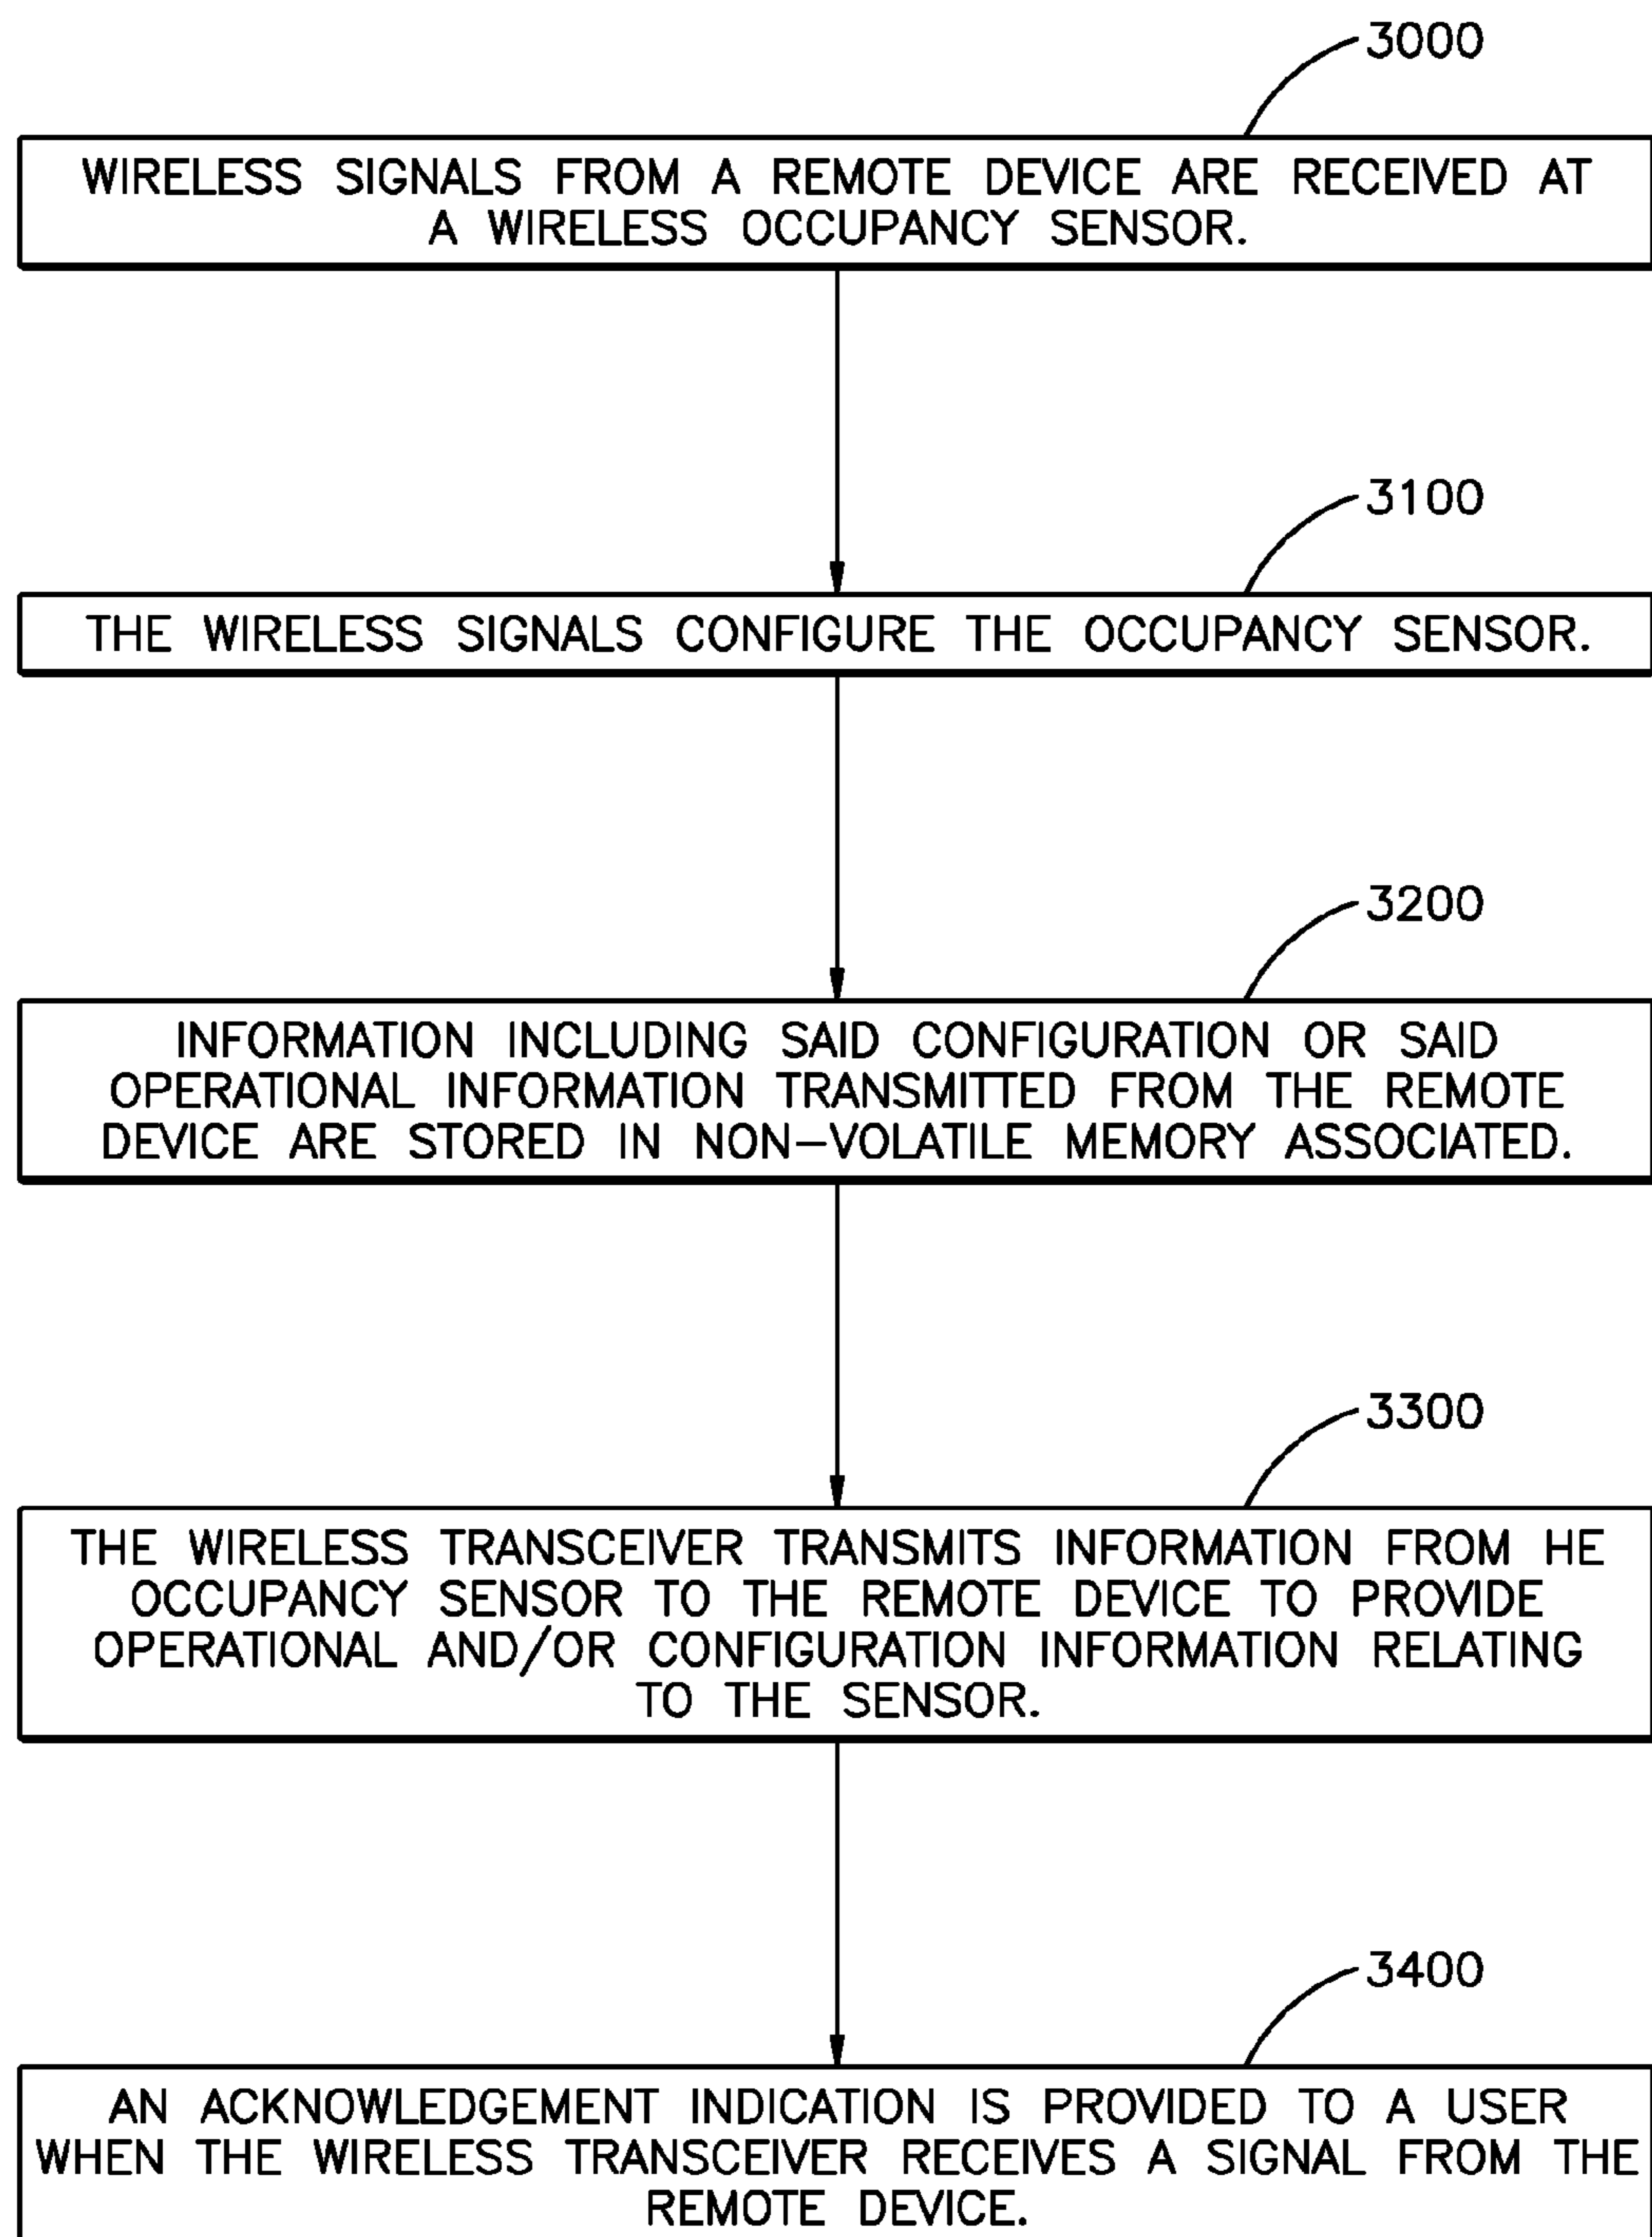 3000
WIRELESS SIGNALS FROM A REMOTE DEVICE ARE RECEIVED AT
A WIRELESS OCCUPANCY SENSOR.
3100
THE WIRELESS SIGNALS CONFIGURE THE OCCUPANCY SENSOR.
3200
INFORMATION INCLUDING SAID CONFIGURATION OR SAID
OPERATIONAL INFORMATION TRANSMITTED FROM THE REMOTE
DEVICE ARE STORED IN NON-VOLATILE MEMORY ASSOCIATED.
3300
THE WIRELESS TRANSCEIVER TRANSMITS INFORMATION FROM HE
OCCUPANCY SENSOR TO THE REMOTE DEVICE TO PROVIDE
OPERATIONAL AND/OR CONFIGURATION INFORMATION RELATING
TO THE SENSOR.
3400
AN ACKNOWLEDGEMENT INDICATION IS PROVIDED TO A USER
WHEN THE WIRELESS TRANSCEIVER RECEIVES A SIGNAL FROM THE
REMOTE DEVICE.